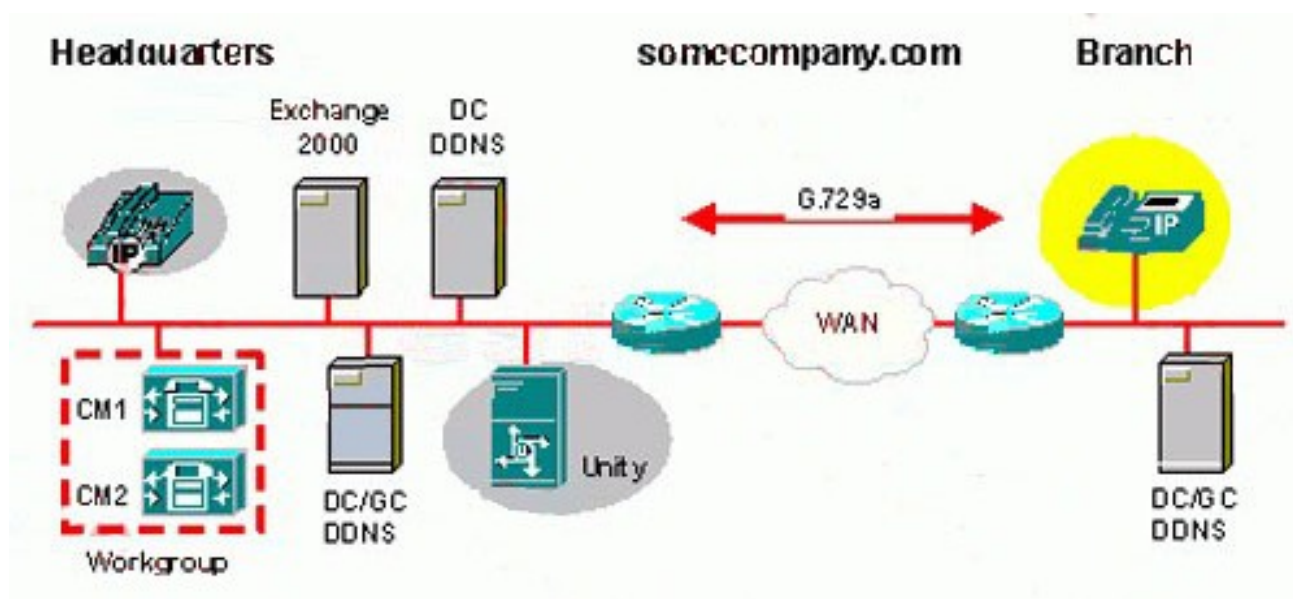 Headquarters
somecompany.com
Branch
Exchange
2000
DC
DDNS
G.729a
IP
IP
WAN
CM1
CM2
Unity
DC/GC
DDNS
DC/GC
DDNS
Workgroup